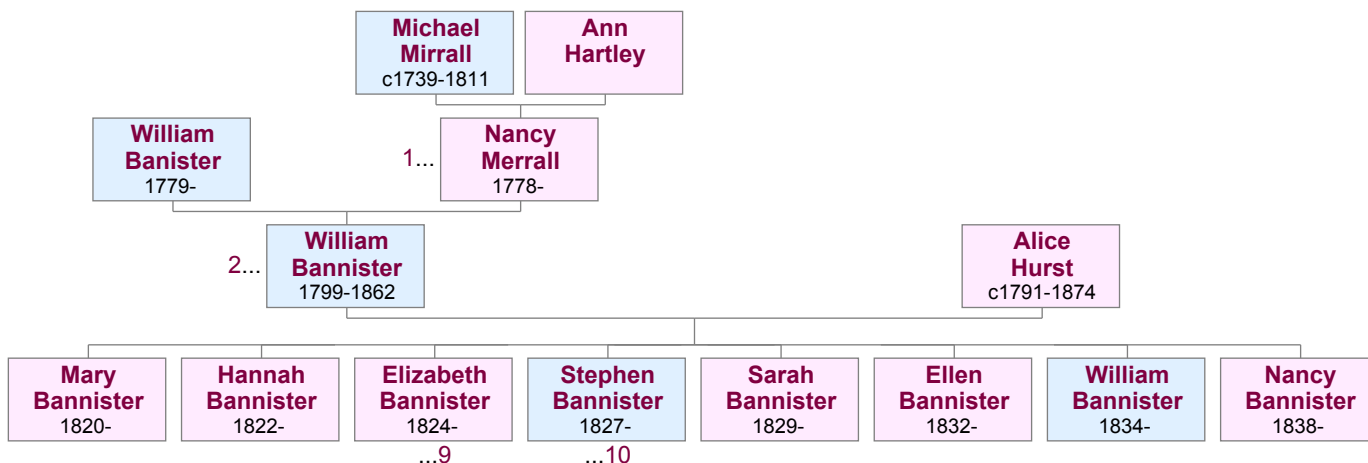 Michael
Mirrall
c1739-1811
Ann
Hartley
William
Banister
1779-
1...
Nancy
Merrall
1778-
2...
William
Bannister
1799-1862
Alice
Hurst
c1791-1874
Mary
Bannister
1820-
Hannah
Bannister
1822-
Elizabeth
Bannister
1824-
...9
Stephen
Bannister
1827-
...10
Sarah
Bannister
1829-
Ellen
Bannister
1832-
William
Bannister
1834-
Nancy
Bannister
1838-